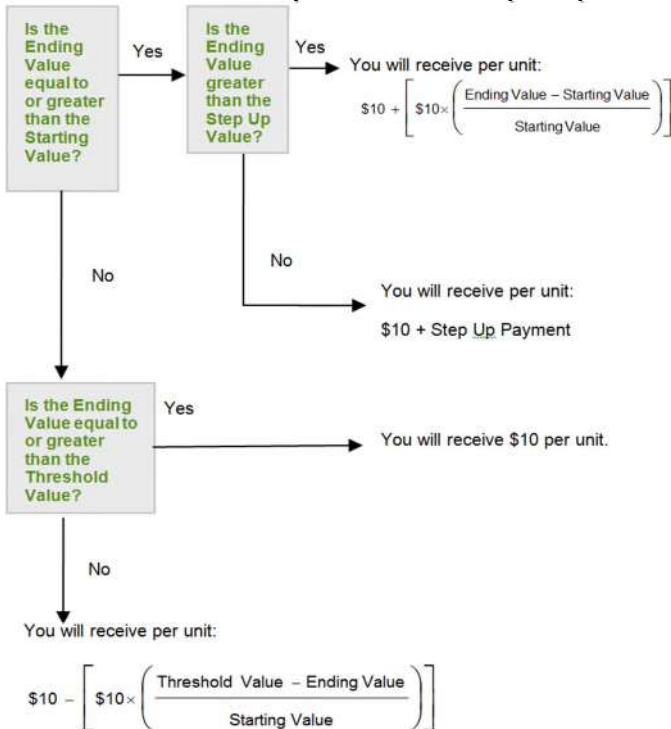 Is the
Ending
Value
equal to
or greater
than the
Starting
Value?
Yes
Is the
Ending
Value
greater
than the
Step Up
Value?
Yes
You will receive per unit:
$10 + [ $10× ( Ending Value – Starting Value / Starting Value ) ]
No
No
You will receive per unit:
$10 + Step Up Payment
Is the Ending
Value equal to
or greater
than the
Threshold
Value?
Yes
You will receive $10 per unit.
No
You will receive per unit:
$10 – [ $10× ( Threshold Value – Ending Value / Starting Value ) ]